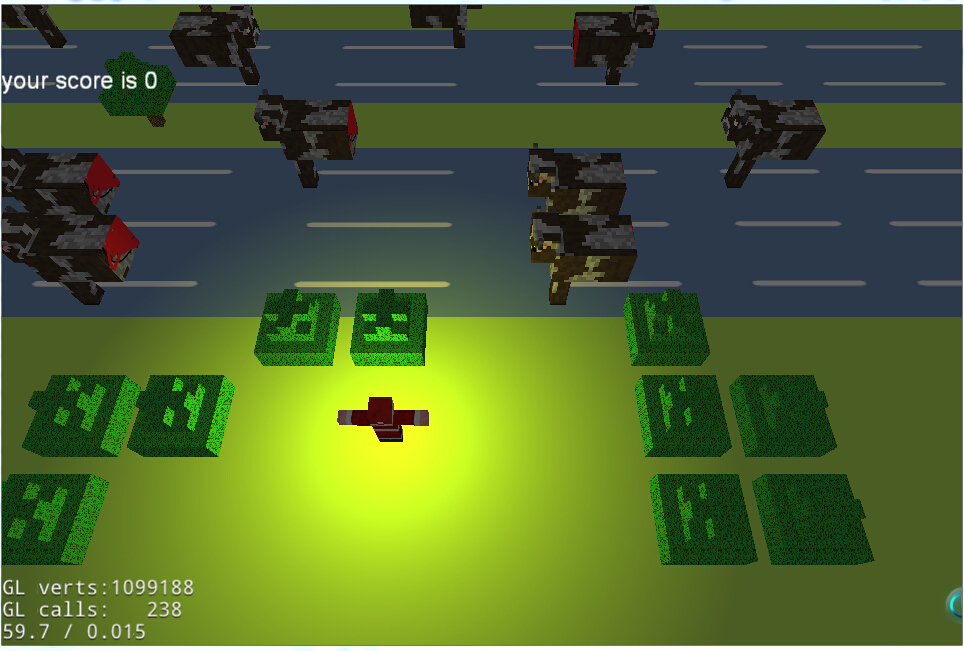 your score is 0
GL verts:1099188
GL calls:   238
59.7 / 0.015